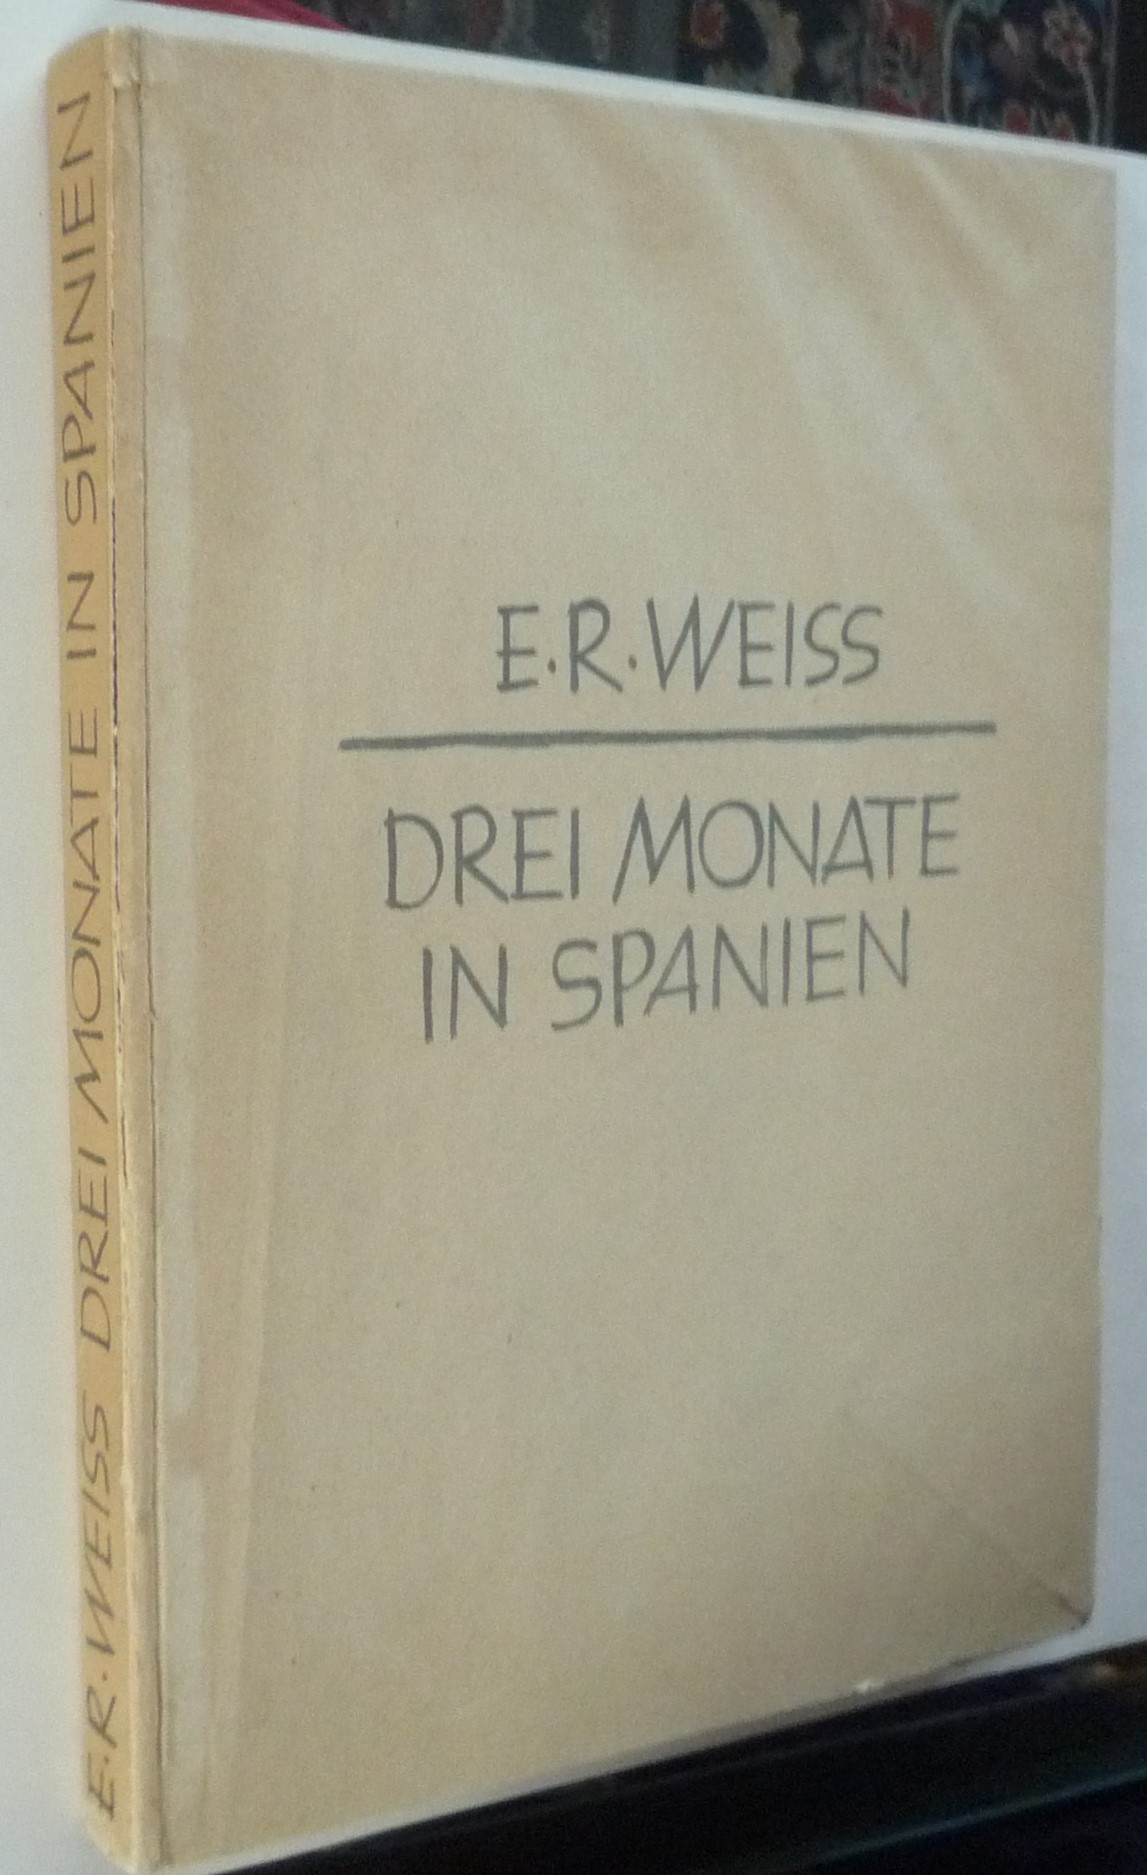 E.R.WEISS DREI MONATE IN SPANIEN
E.R.WEISS
DREI MONATE
IN SPANIEN